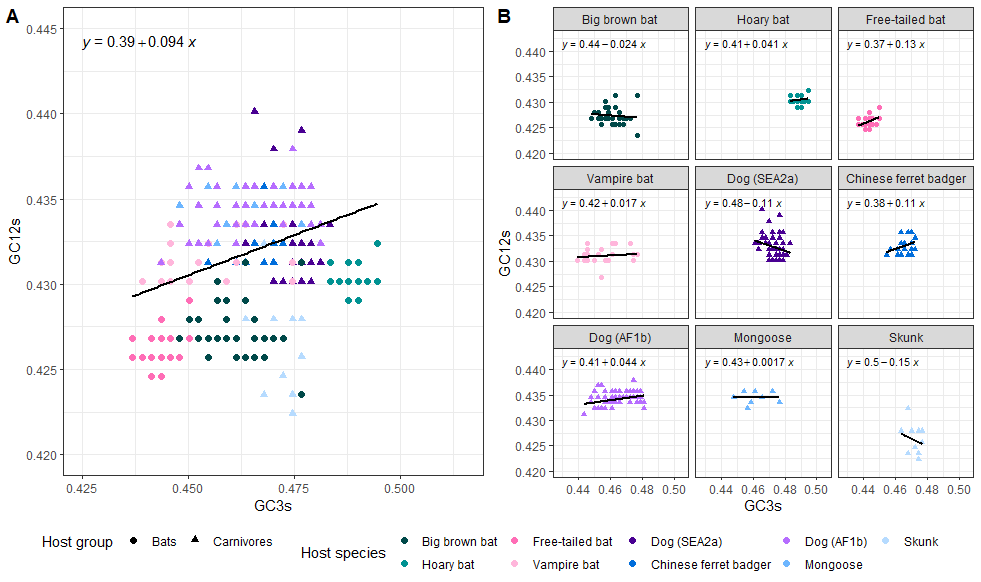 A
y = 0.39 + 0.094 x
0.445
0.440
0.435
0.430
0.425
0.420
GC12s
0.425 0.450 0.475 0.500
GC3s
B
Big brown bat Hoary bat Free-tailed bat
y = 0.44 − 0.024 x y = 0.41 + 0.041 x y = 0.37 + 0.13 x
0.440
0.435
0.430
0.425
0.420
Vampire bat Dog (SEA2a) Chinese ferret badger
y = 0.42 + 0.017 x y = 0.48 − 0.11 x y = 0.38 + 0.11 x
0.440
0.435
0.430
0.425
0.420
GC12s
Dog (AF1b) Mongoose Skunk
y = 0.41 + 0.044 x y = 0.43 + 0.0017 x y = 0.5 − 0.15 x
0.440
0.435
0.430
0.425
0.420
0.44 0.46 0.48 0.50 0.44 0.46 0.48 0.50 0.44 0.46 0.48 0.50
GC3s
Host group Bats Carnivores
Host species Big brown bat Free-tailed bat Dog (SEA2a) Dog (AF1b) Skunk
Hoary bat Vampire bat Chinese ferret badger Mongoose